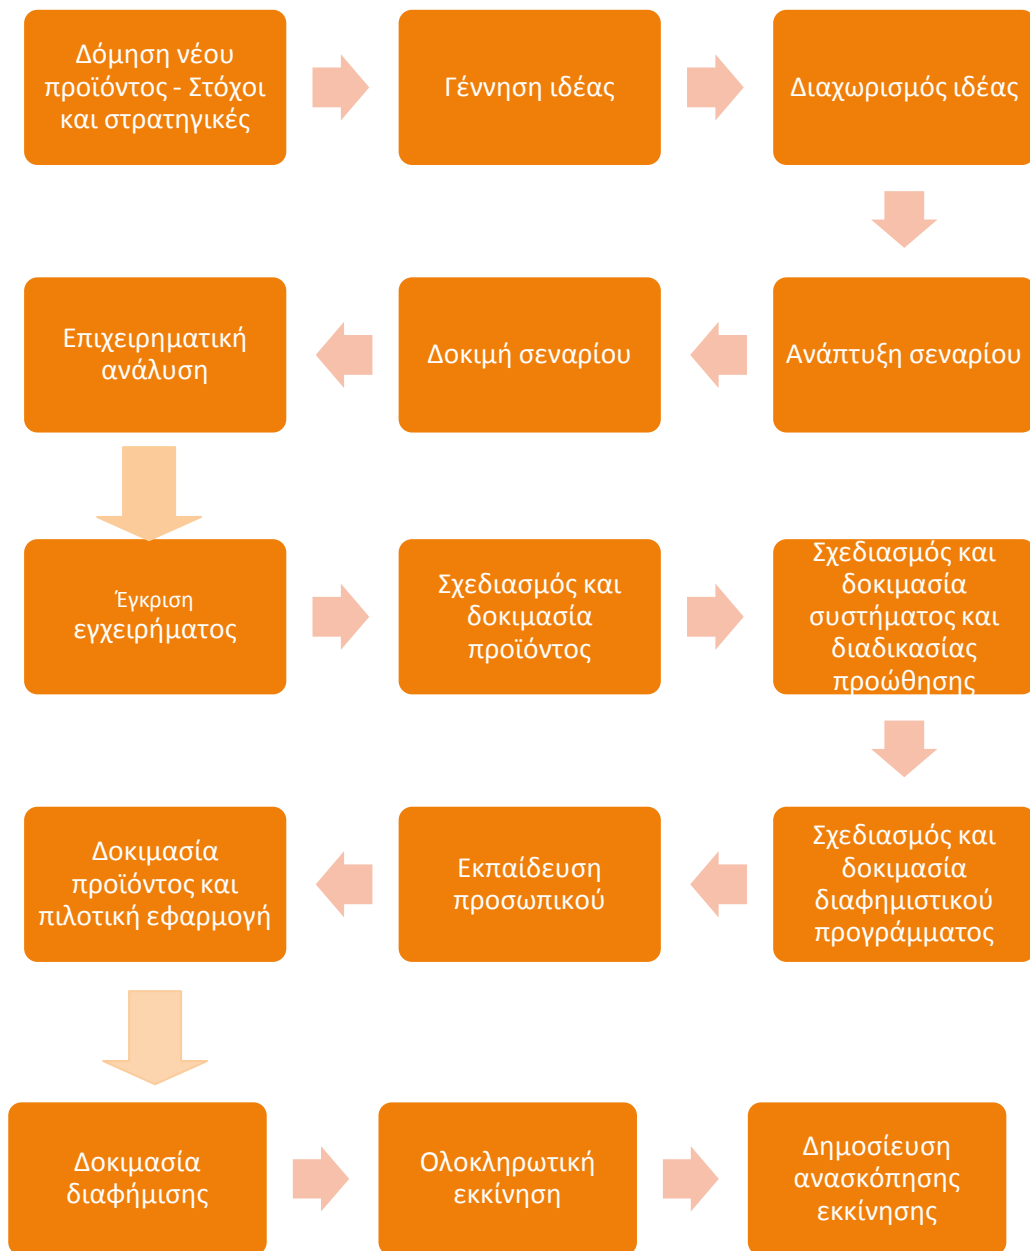 Δόμηση νέου
προϊόντος - Στόχοι
και στρατηγικές
Γέννηση ιδέας
Διαχωρισμός ιδέας
Ανάπτυξη σεναρίου
Δοκιμή σεναρίου
Επιχειρηματική
ανάλυση
Έγκριση
εγχειρήματος
Σχεδιασμός και
δοκιμασία
προϊόντος
Σχεδιασμός και
δοκιμασία
συστήματος και
διαδικασίας
προώθησης
Σχεδιασμός και
δοκιμασία
διαφημιστικού
προγράμματος
Εκπαίδευση
προσωπικού
Δοκιμασία
προϊόντος και
πιλοτική εφαρμογή
Δοκιμασία
διαφήμισης
Ολοκληρωτική
εκκίνηση
Δημοσίευση
ανασκόπησης
εκκίνησης